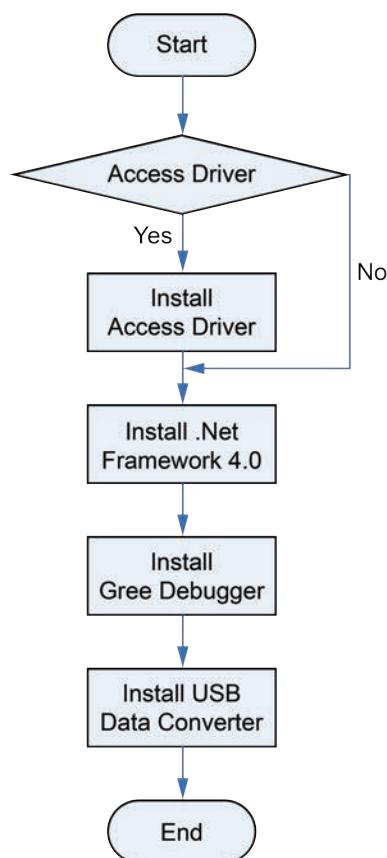 Start
Access Driver
Yes
No
Install
Access Driver
Install .Net
Framework 4.0
Install
Gree Debugger
Install USB
Data Converter
End